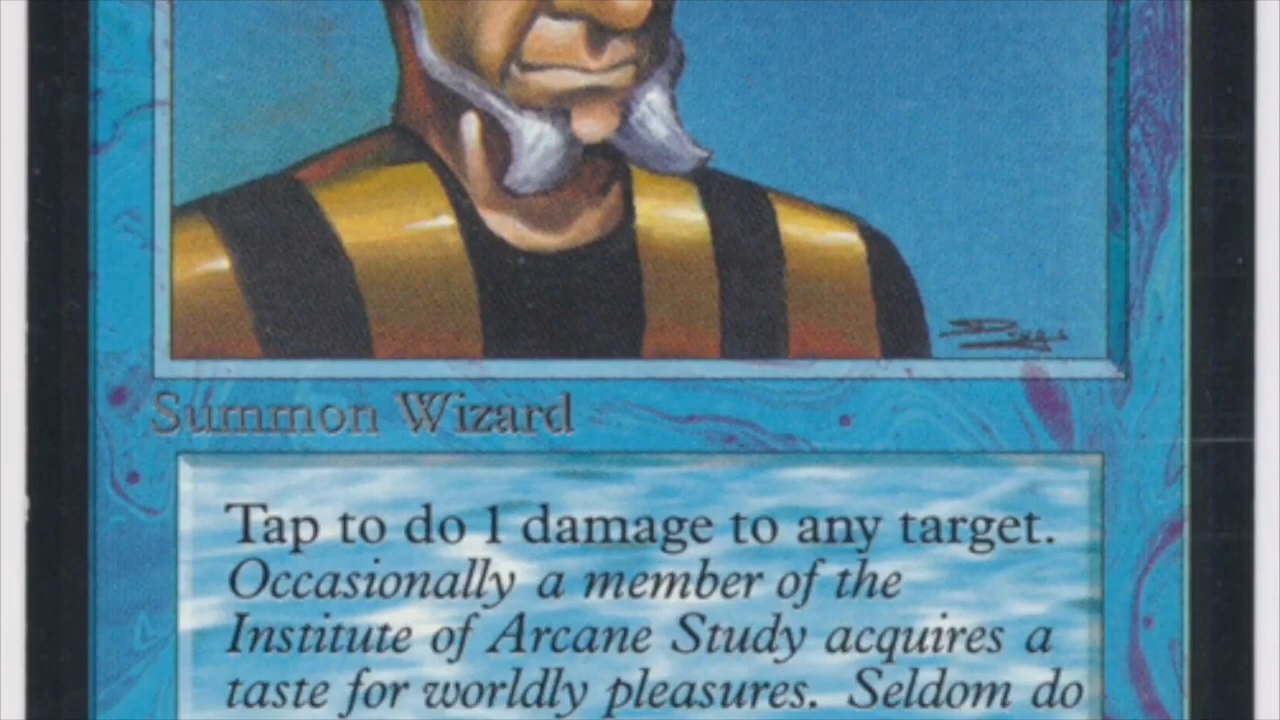 Summon Wizard
Tap to do 1 damage to any target.
Occasionally a member of the
Institute of Arcane Study acquires a
taste for worldly pleasures. Seldom do